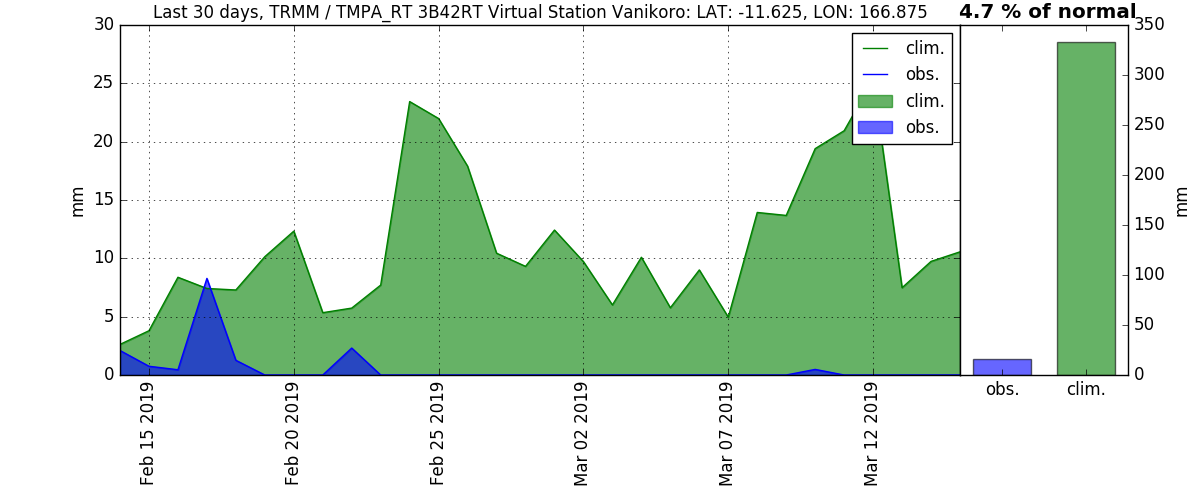 Last 30 days, TRMM / TMPA_RT 3B42RT Virtual Station Vanikoro: LAT: -11.625, LON: 166.875
4.7 % of normal
30
25
20
15
10
5
0
mm
clim.
obs.
clim.
obs.
350
300
250
200
150
100
50
0
mm
Feb 15 2019
Feb 20 2019
Feb 25 2019
Mar 02 2019
Mar 07 2019
Mar 12 2019
obs.
clim.